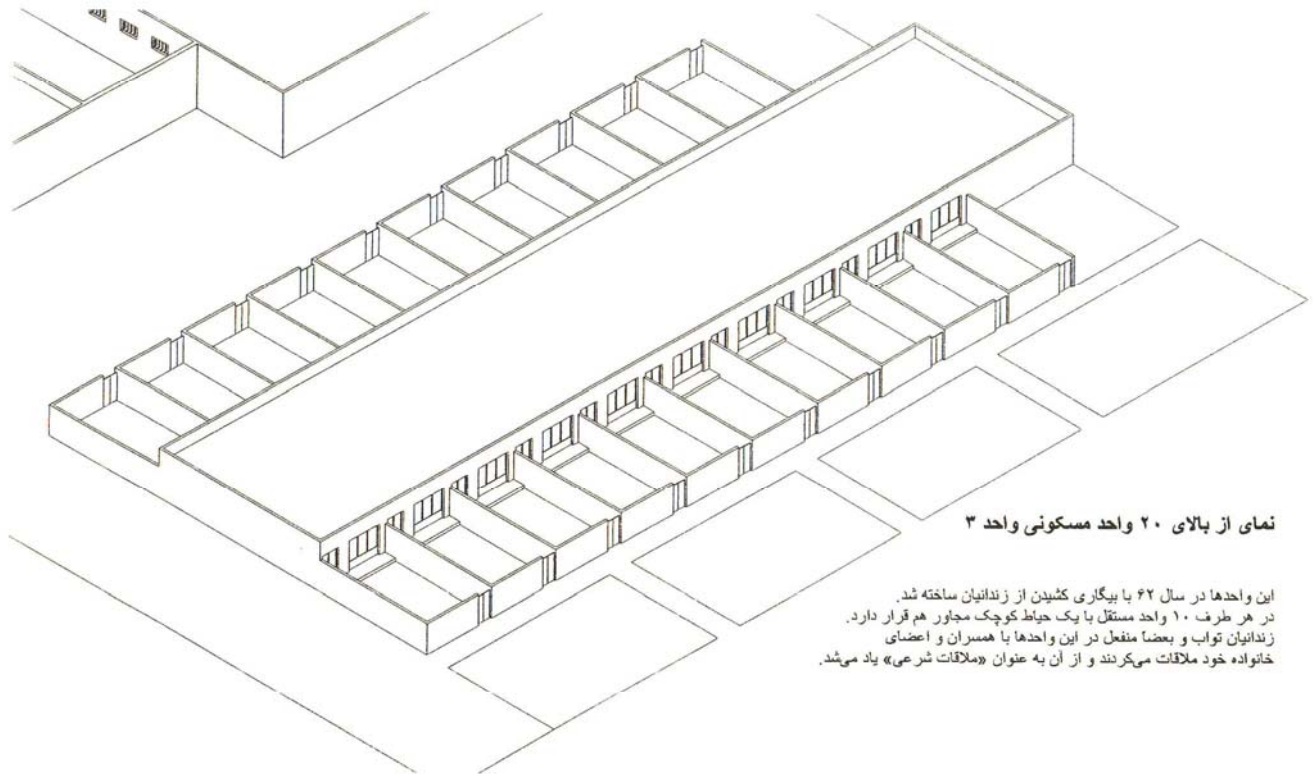 نمای از بالای ۲۰ واحد مسکونی واحد ۳
این واحدها در سال ۶۲ با بیگاری کشیدن از زندانیان ساخته شد.
در هر طرف ۱۰ واحد مستقل با یک حیاط کوچک مجاور هم قرار دارد.
زندانیان تواب و بعضاً منفعل در این واحدها با همسران و اعضای
خانواده خود ملاقات می‌کردند و از آن به عنوان «ملاقات شرعی» یاد می‌شد.